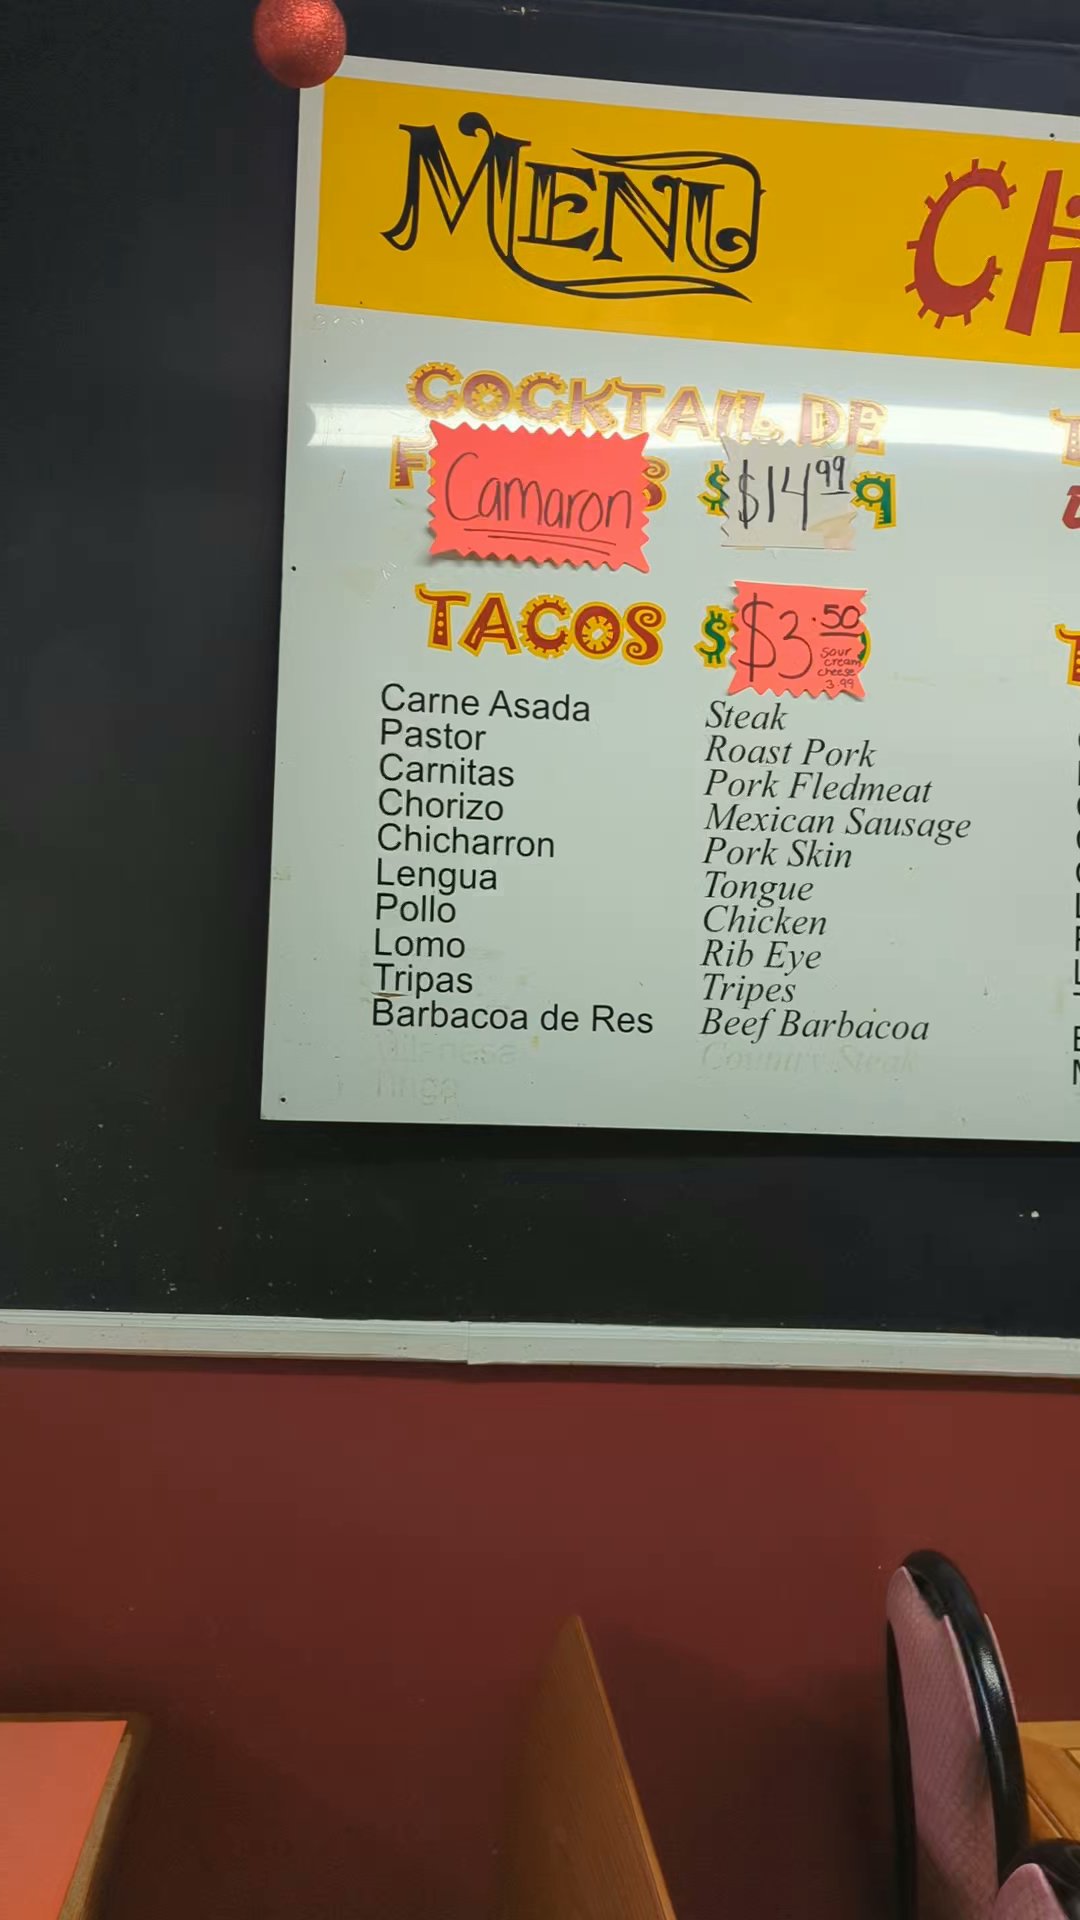 MENU
COCKTAIL DE
Camaron $14.99
TACOS $3.50
sour
cream
cheese
3.99
Carne Asada Steak
Pastor Roast Pork
Carnitas Pork Fledmeat
Chorizo Mexican Sausage
Chicharron Pork Skin
Lengua Tongue
Pollo Chicken
Lomo Rib Eye
Tripas Tripes
Barbacoa de Res Beef Barbacoa
Country Steak